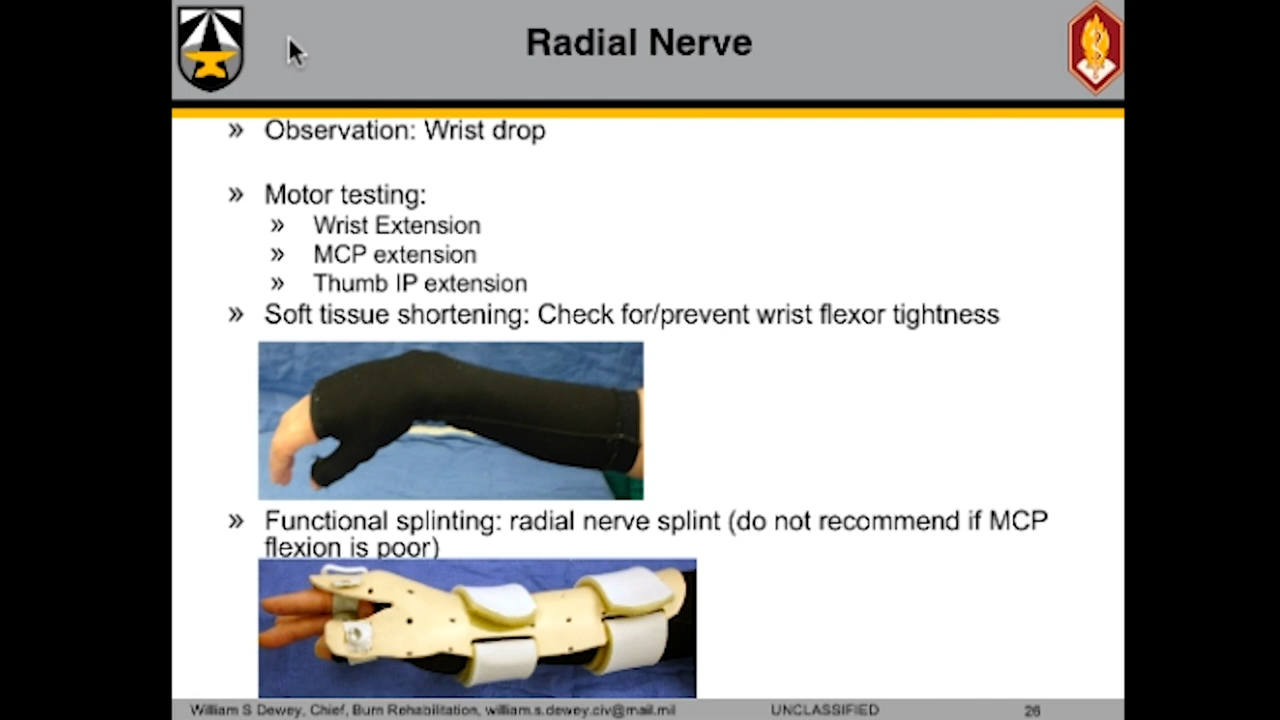 Radial Nerve
» Observation: Wrist drop
» Motor testing:
» Wrist Extension
» MCP extension
» Thumb IP extension
» Soft tissue shortening: Check for/prevent wrist flexor tightness
» Functional splinting: radial nerve splint (do not recommend if MCP
flexion is poor)
William S Dewey, Chief, Burn Rehabilitation, william.s.dewey.civ@mail.mil UNCLASSIFIED 26